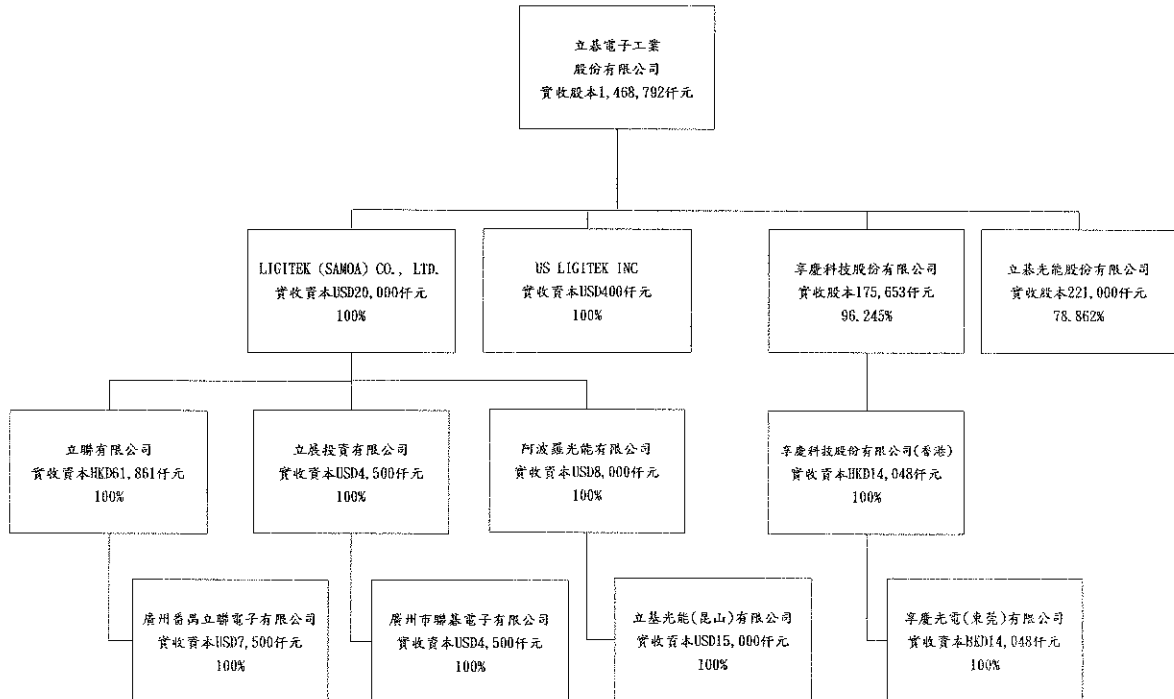 立碁電子工業
股份有限公司
實收股本1,468,792仟元
LIGITEK (SAMOA) CO., LTD.
實收資本USD20,000仟元
100%
US LIGITEK INC
實收資本USD400仟元
100%
享慶科技股份有限公司
實收股本175,653仟元
96.245%
立碁光能股份有限公司
實收股本221,000仟元
78.862%
立聯有限公司
實收資本HKD61,861仟元
100%
立展投資有限公司
實收資本USD4,500仟元
100%
阿波羅光能有限公司
實收資本USD8,000仟元
100%
享慶科技股份有限公司(香港)
實收資本HKD14,048仟元
100%
廣州番禺立聯電子有限公司
實收資本USD7,500仟元
100%
廣州市聯碁電子有限公司
實收資本USD4,500仟元
100%
立基光能(昆山)有限公司
實收資本USD15,000仟元
100%
享慶光電(東莞)有限公司
實收資本HKD14,048仟元
100%